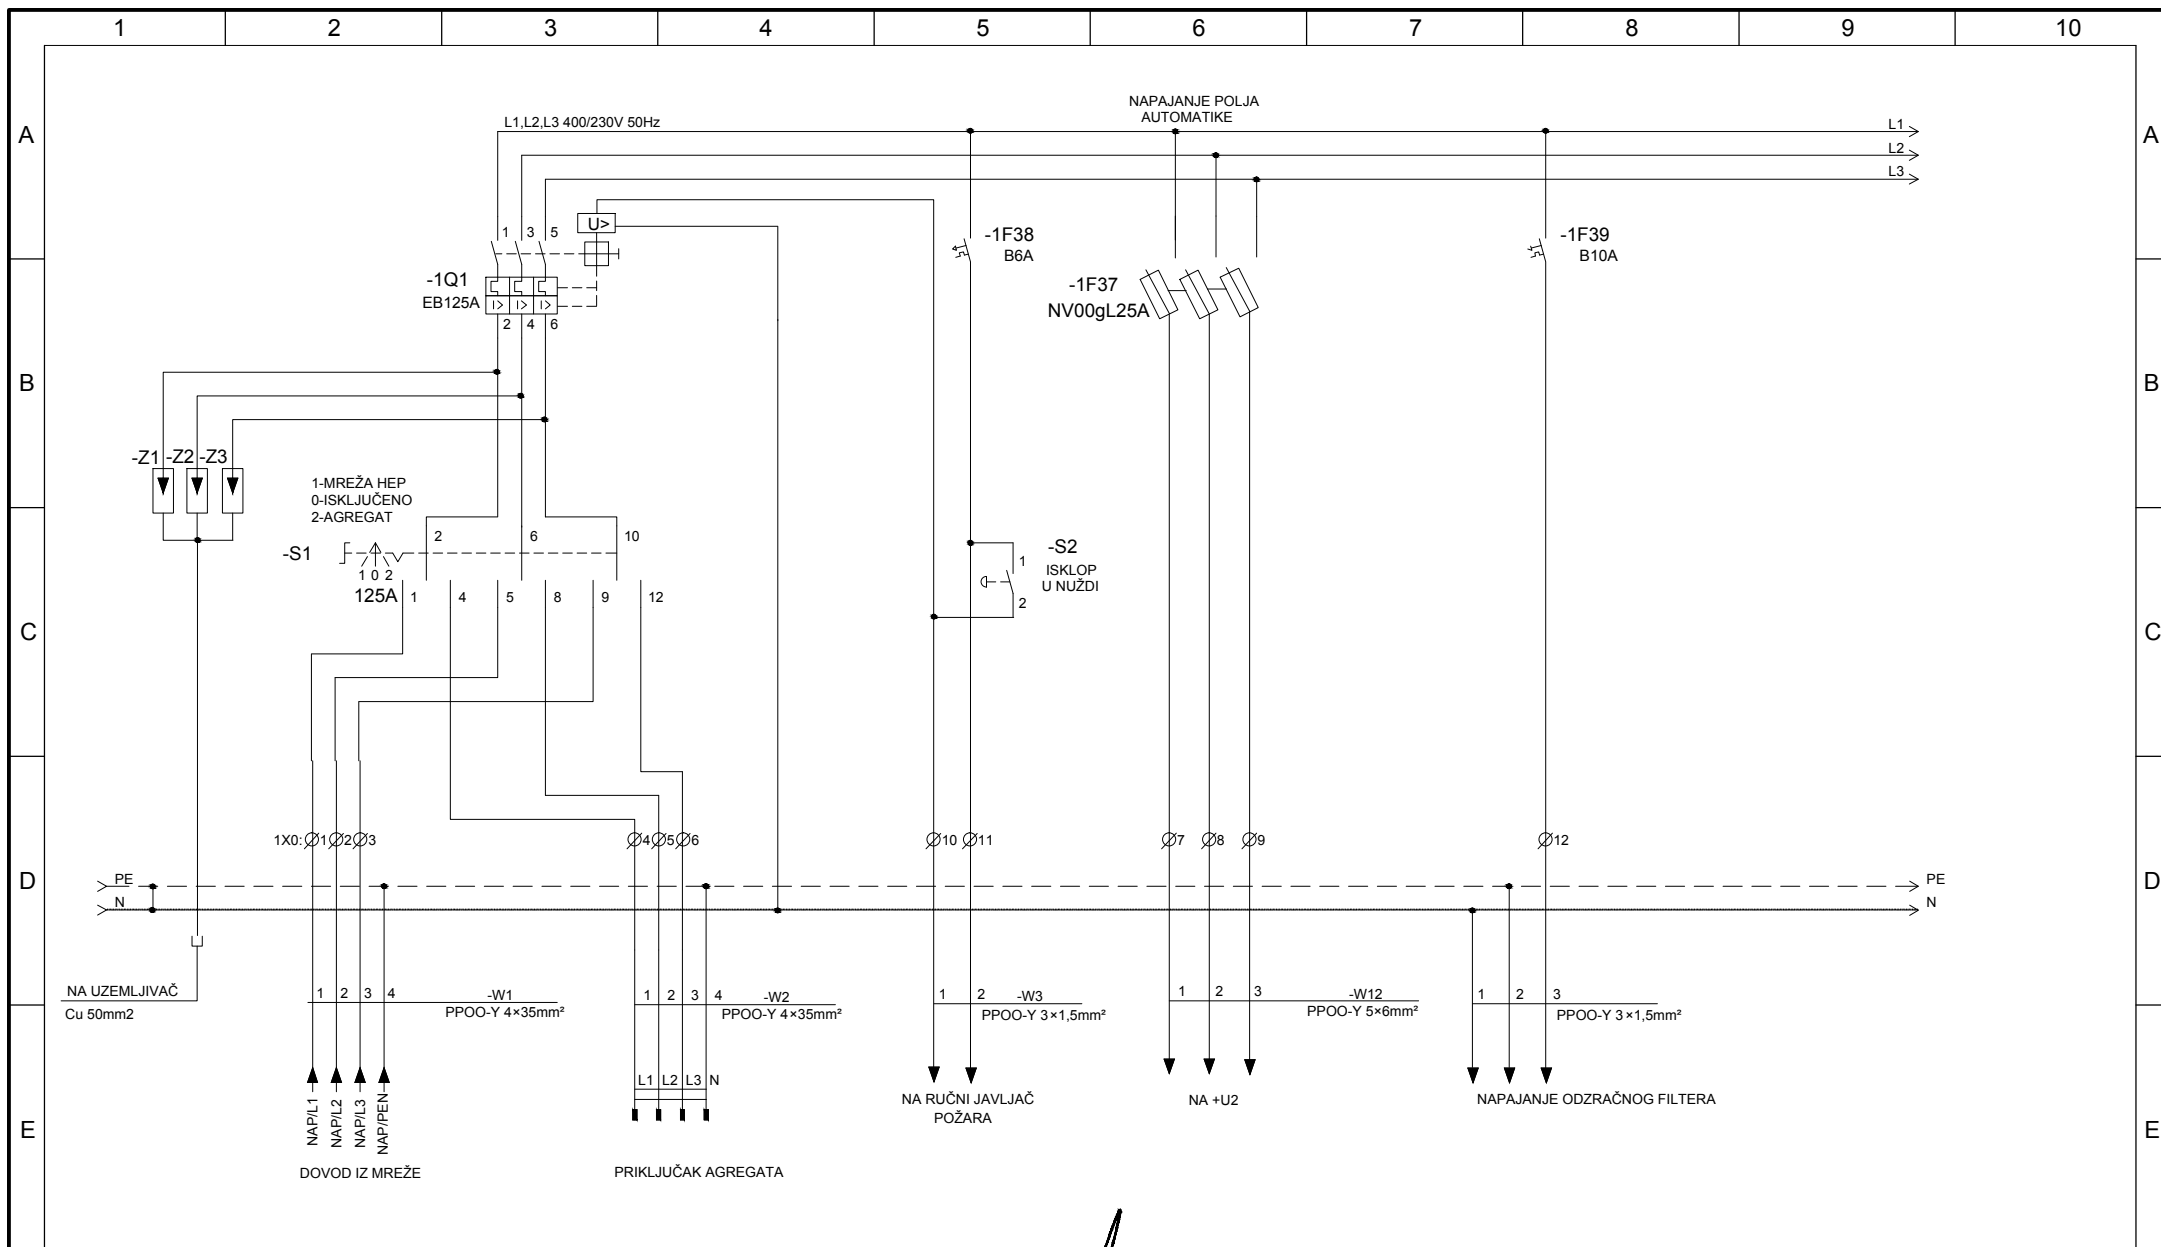 1 2 3 4 5 6 7 8 9 10
NAPAJANJE POLJA
AUTOMATIKE
L1,L2,L3 400/230V 50Hz
L1
A A
L2
L3
U>
1 3 5
-1F38
B6A
-1F39
B10A
-1Q1
EB125A
I> I> I>
2 4 6
-1F37
NV00gL25A
B B
-Z1 -Z2 -Z3
1-MREŽA HEP
0-ISKLJUČENO
2-AGREGAT
2 6 10
-S1
1 0 2
125A
1 4 5 8 9 12
-S2
ISKLOP
U NUŽDI
1
2
C C
1X0: 1 2 3 4 5 6 10 11 7 8 9 12
D D
PE PE
N N
NA UZEMLJIVAČ
Cu 50mm2
1 2 3 4 -W1
PPOO-Y 4×35mm²
1 2 3 4 -W2
PPOO-Y 4×35mm²
1 2 -W3
PPOO-Y 3×1,5mm²
1 2 3 -W12
PPOO-Y 5×6mm²
1 2 3
PPOO-Y 3×1,5mm²
L1 L2 L3 N
NAP/L1
NAP/L2
NAP/L3
NAP/PEN
NA RUČNI JAVLJAČ
POŽARA
NA +U2
NAPAJANJE ODZRAČNOG FILTERA
E E
DOVOD IZ MREŽE
PRIKLJUČAK AGREGATA